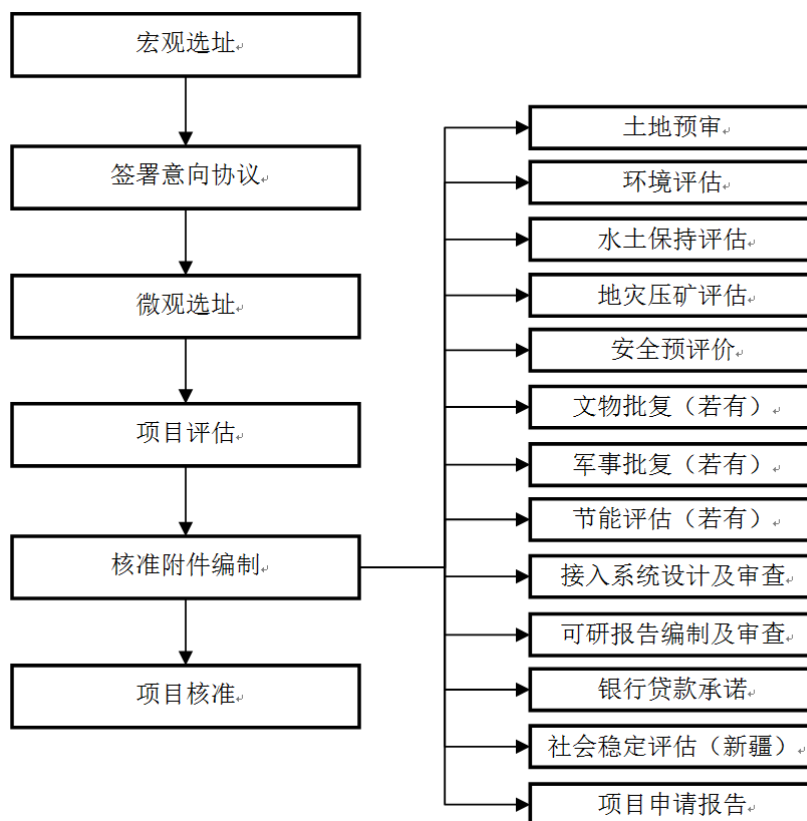 宏观选址
签署意向协议
微观选址
项目评估
核准附件编制
项目核准
土地预审
环境评估
水土保持评估
地灾压矿评估
安全预评价
文物批复（若有）
军事批复（若有）
节能评估（若有）
接入系统设计及审查
可研报告编制及审查
银行贷款承诺
社会稳定评估（新疆）
项目申请报告